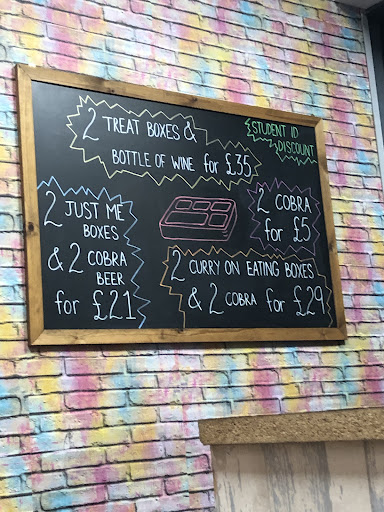 2 TREAT BOXES &
BOTTLE OF WINE for £35
STUDENT ID
DISCOUNT
2 JUST ME
BOXES
& 2 COBRA
BEER
for £21
2 COBRA
for £5
2 CURRY ON EATING BOXES
& 2 COBRA for £29